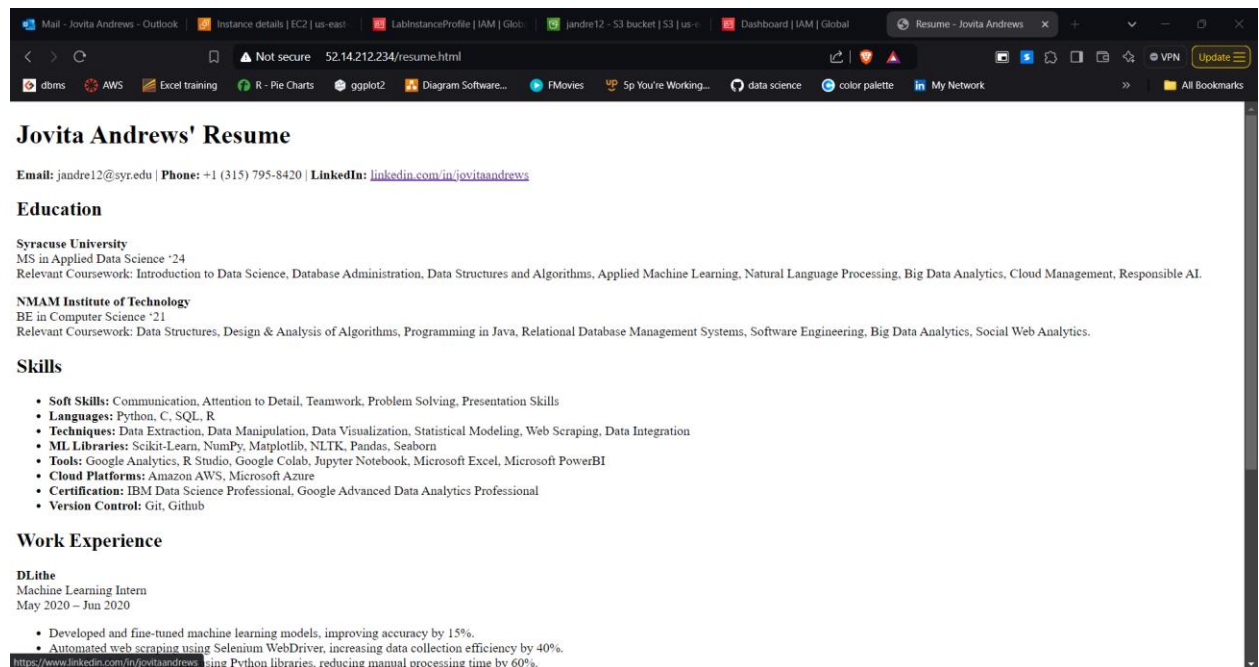 Mail - Jovita Andrews - Outlook
Instance details | EC2 | us-east-
LabInstanceProfile | IAM | Glob
jandre12 - S3 bucket | S3 | us-e
Dashboard | IAM | Global
Resume - Jovita Andrews
Not secure 52.14.212.234/resume.html
VPN
Update
dbms
AWS
Excel training
R - Pie Charts
ggplot2
Diagram Software...
FMovies
5p You're Working...
data science
color palette
My Network
All Bookmarks
Jovita Andrews' Resume
Email: jandre12@syr.edu | Phone: +1 (315) 795-8420 | LinkedIn: linkedin.com/in/jovitaandrews
Education
Syracuse University
MS in Applied Data Science ‘24
Relevant Coursework: Introduction to Data Science, Database Administration, Data Structures and Algorithms, Applied Machine Learning, Natural Language Processing, Big Data Analytics, Cloud Management, Responsible AI.
NMAM Institute of Technology
BE in Computer Science ‘21
Relevant Coursework: Data Structures, Design & Analysis of Algorithms, Programming in Java, Relational Database Management Systems, Software Engineering, Big Data Analytics, Social Web Analytics.
Skills
• Soft Skills: Communication, Attention to Detail, Teamwork, Problem Solving, Presentation Skills
• Languages: Python, C, SQL, R
• Techniques: Data Extraction, Data Manipulation, Data Visualization, Statistical Modeling, Web Scraping, Data Integration
• ML Libraries: Scikit-Learn, NumPy, Matplotlib, NLTK, Pandas, Seaborn
• Tools: Google Analytics, R Studio, Google Colab, Jupyter Notebook, Microsoft Excel, Microsoft PowerBI
• Cloud Platforms: Amazon AWS, Microsoft Azure
• Certification: IBM Data Science Professional, Google Advanced Data Analytics Professional
• Version Control: Git, Github
Work Experience
DLithe
Machine Learning Intern
May 2020 – Jun 2020
• Developed and fine-tuned machine learning models, improving accuracy by 15%.
• Automated web scraping using Selenium WebDriver, increasing data collection efficiency by 40%.
https://www.linkedin.com/in/jovitaandrews using Python libraries, reducing manual processing time by 60%.